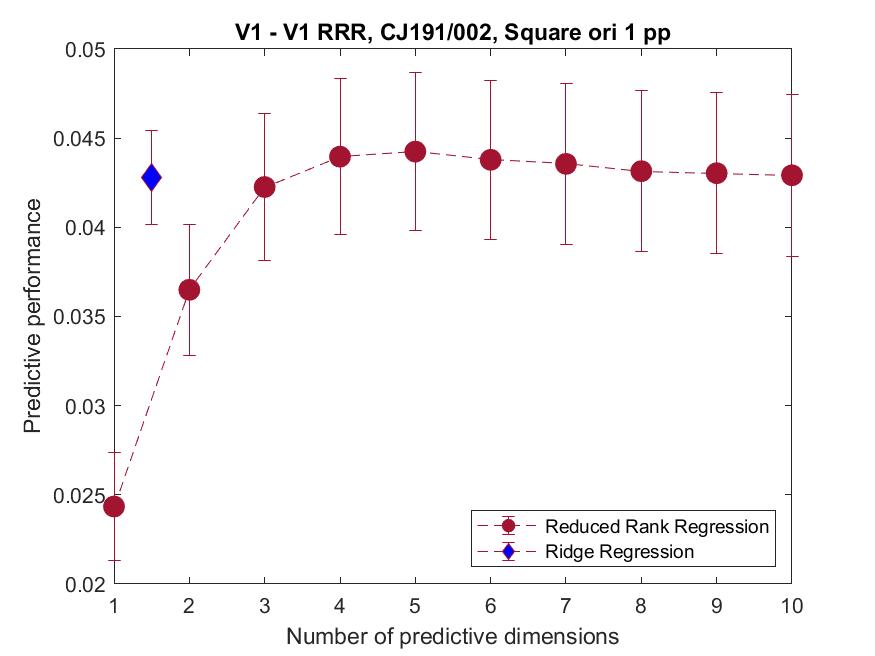 V1 - V1 RRR, CJ191/002, Square ori 1 pp
0.05
0.045
0.04
0.035
0.03
0.025
0.02
Predictive performance
1 2 3 4 5 6 7 8 9 10
Number of predictive dimensions
Reduced Rank Regression
Ridge Regression